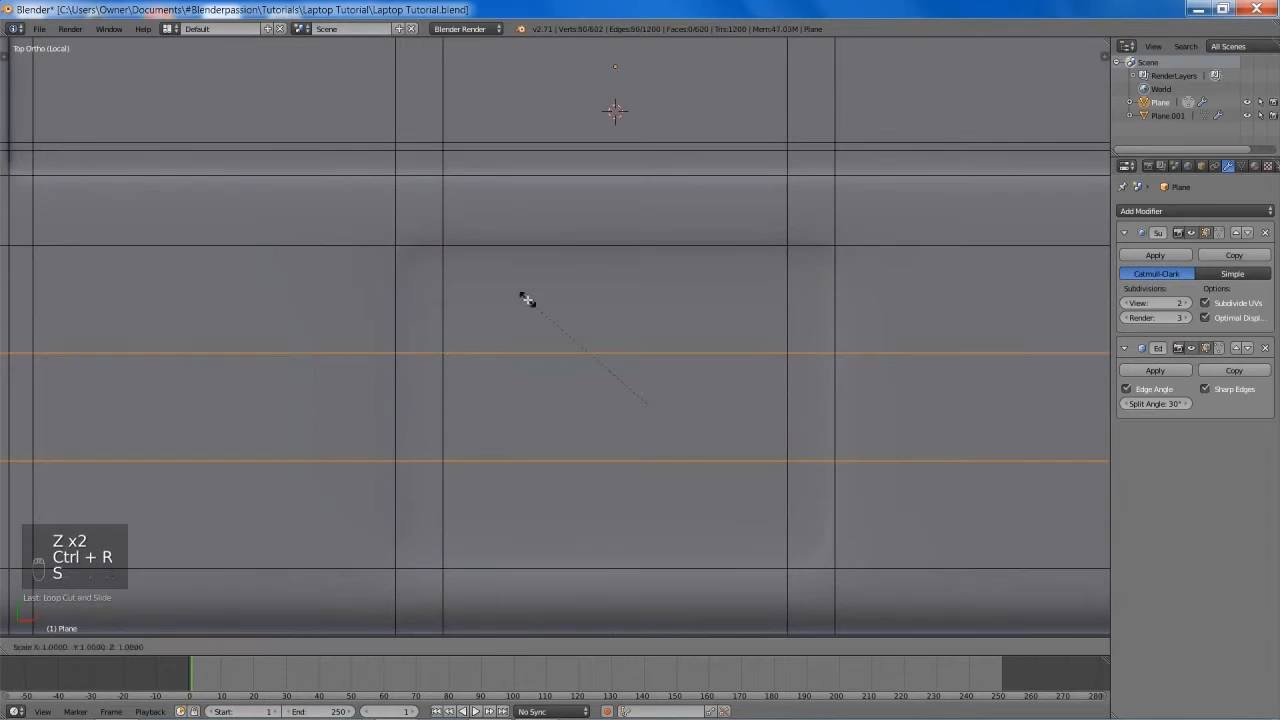 Blender* [C:\Users\Owner\Documents\#Blenderpassion\Tutorials\Laptop Tutorial\Laptop Tutorial.blend]
File Render Window Help Default Scene Blender Render v2.71 | Verts:80/602 | Edges:96/1200 | Faces:0/600 | Tris:1200 | Mem:47.03M | Plane
View Search All Scenes
Top Ortho (Local)
Scene
RenderLayers
World
Plane
Plane.001
Plane
Add Modifier
Su
Apply Copy
Catmull-Clark Simple
Subdivisions: Options:
View: 2 Subdivide UVs
Render: 3 Optimal Displ...
Ed
Apply Copy
Edge Angle Sharp Edges
Split Angle: 30°
Z x2
Ctrl + R
S
Last: Loop Cut and Slide
(1) Plane
Scale X: 1.0000 Y: 1.0000 Z: 1.0000
-50 -40 -30 -20 -10 0 10 20 30 40 50 60 70 80 90 100 110 120 130 140 150 160 170 180 190 200 210 220 230 240 250 260 270 280
View Marker Frame Playback Start: 1 End: 250 1 No Sync